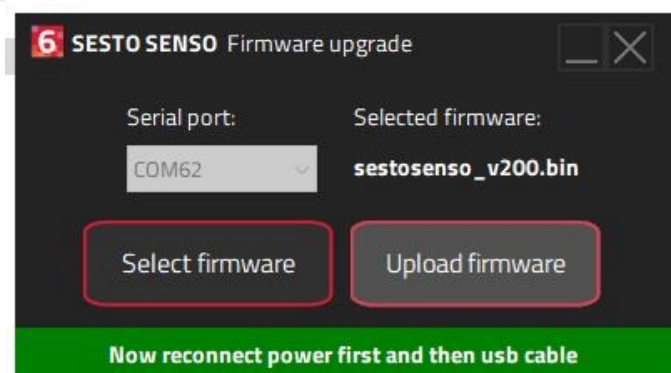 6 SESTO SENSO Firmware upgrade
Serial port: Selected firmware:
COM62 sestosenso_v200.bin
Select firmware Upload firmware
Now reconnect power first and then usb cable